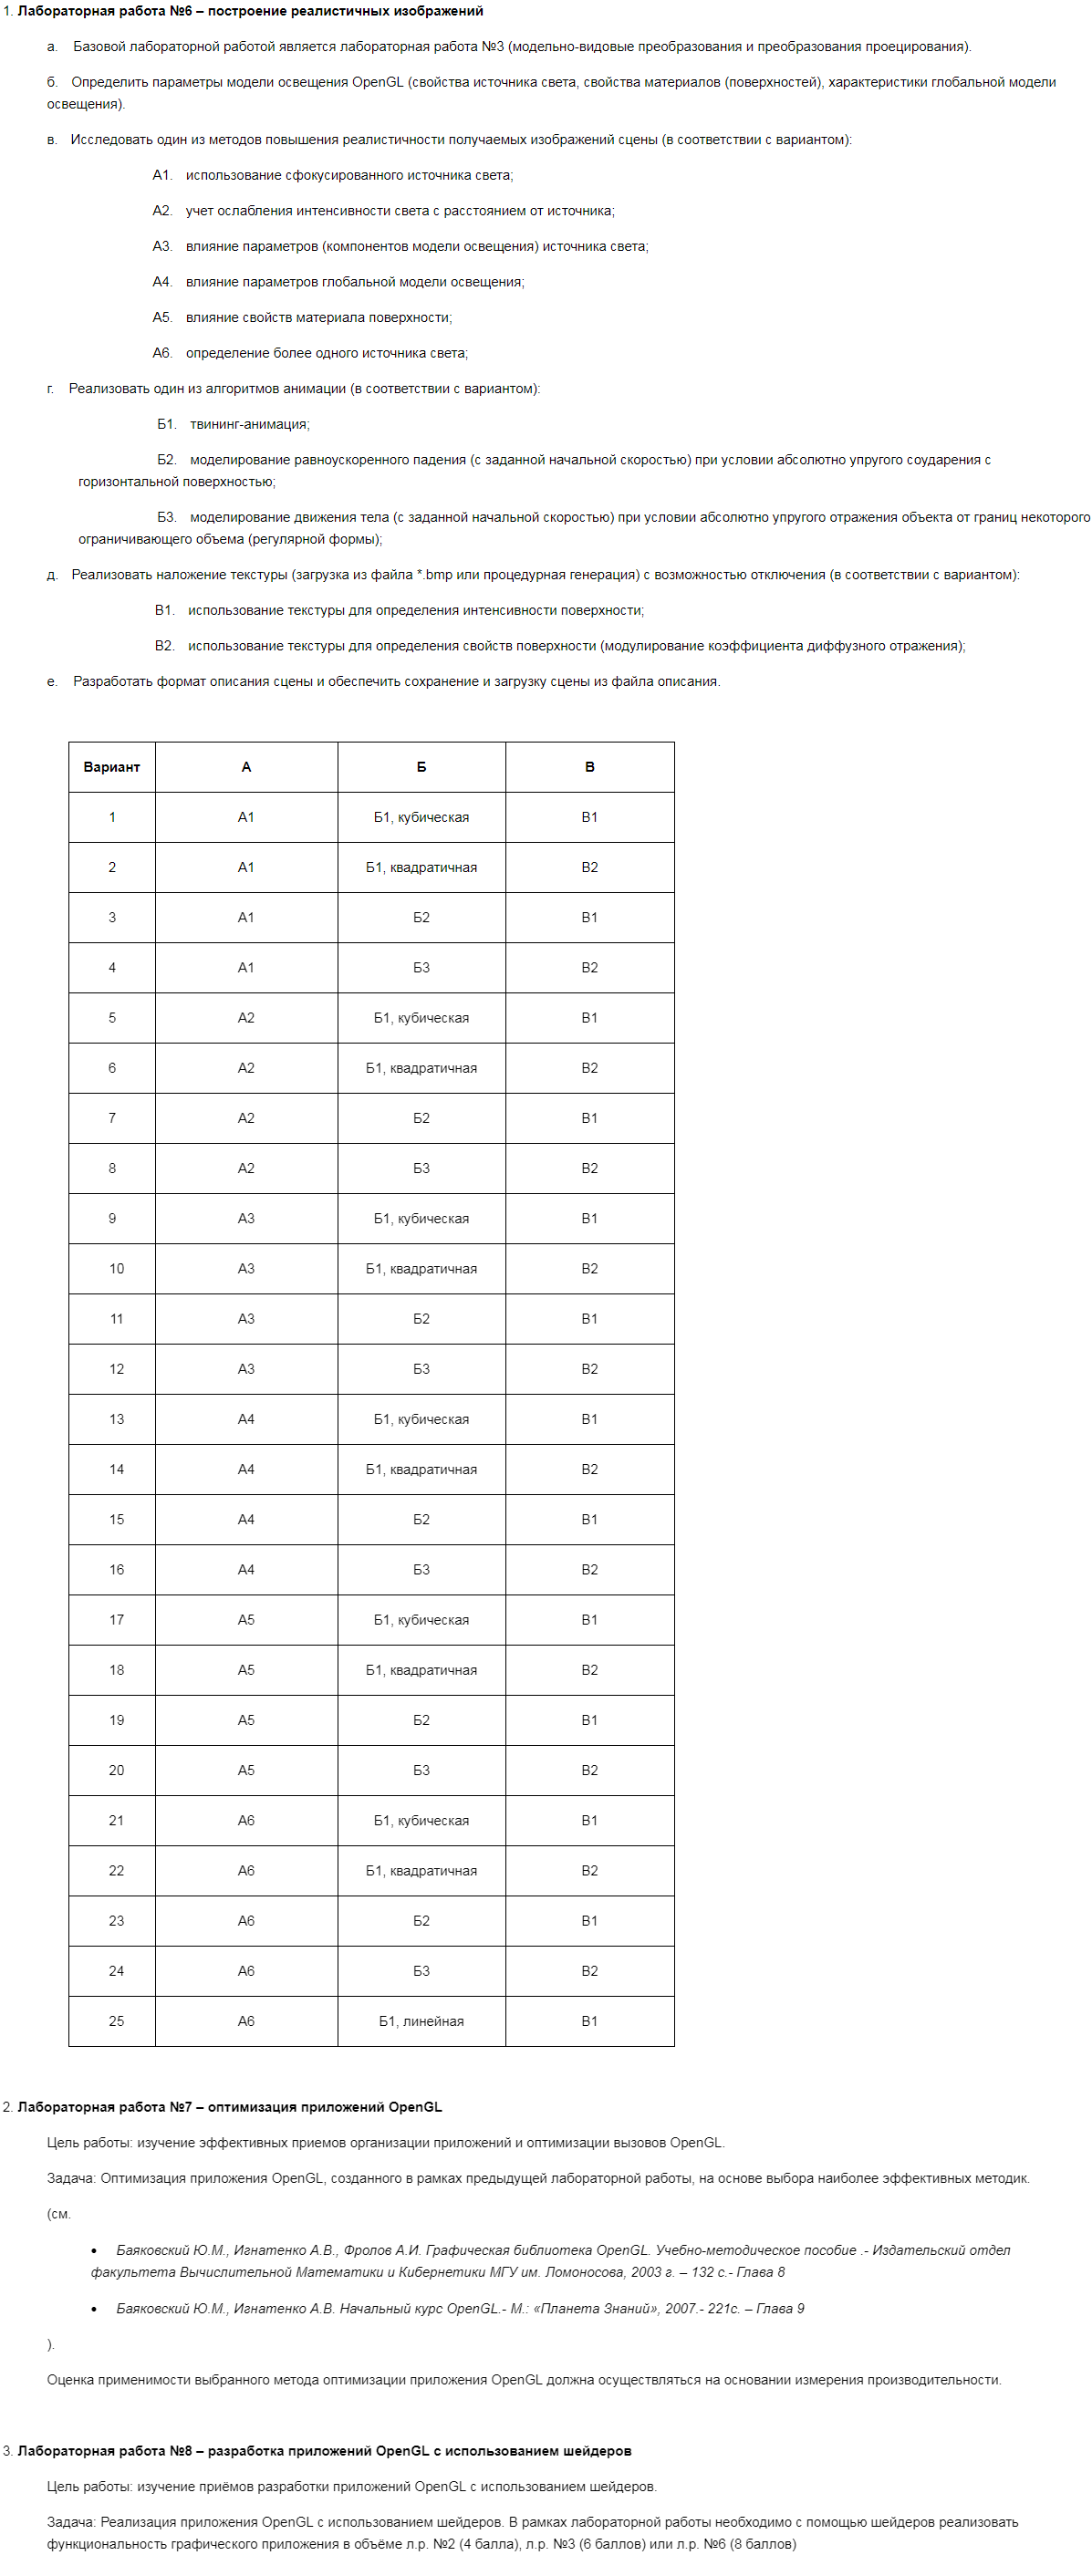 1. Лабораторная работа №6 – построение реалистичных изображений
а. Базовой лабораторной работой является лабораторная работа №3 (модельно-видовые преобразования и преобразования проецирования).
б. Определить параметры модели освещения OpenGL (свойства источника света, свойства материалов (поверхностей), характеристики глобальной модели
освещения).
в. Исследовать один из методов повышения реалистичности получаемых изображений сцены (в соответствии с вариантом):
А1. использование сфокусированного источника света;
А2. учет ослабления интенсивности света с расстоянием от источника;
А3. влияние параметров (компонентов модели освещения) источника света;
А4. влияние параметров глобальной модели освещения;
А5. влияние свойств материала поверхности;
А6. определение более одного источника света;
г. Реализовать один из алгоритмов анимации (в соответствии с вариантом):
Б1. твининг-анимация;
Б2. моделирование равноускоренного падения (с заданной начальной скоростью) при условии абсолютно упругого соударения с
горизонтальной поверхностью;
Б3. моделирование движения тела (с заданной начальной скоростью) при условии абсолютно упругого отражения объекта от границ некоторого
ограничивающего объема (регулярной формы);
д. Реализовать наложение текстуры (загрузка из файла *.bmp или процедурная генерация) с возможностью отключения (в соответствии с вариантом):
В1. использование текстуры для определения интенсивности поверхности;
В2. использование текстуры для определения свойств поверхности (модулирование коэффициента диффузного отражения);
е. Разработать формат описания сцены и обеспечить сохранение и загрузку сцены из файла описания.
Вариант А Б В
1 А1 Б1, кубическая В1
2 А1 Б1, квадратичная В2
3 А1 Б2 В1
4 А1 Б3 В2
5 А2 Б1, кубическая В1
6 А2 Б1, квадратичная В2
7 А2 Б2 В1
8 А2 Б3 В2
9 А3 Б1, кубическая В1
10 А3 Б1, квадратичная В2
11 А3 Б2 В1
12 А3 Б3 В2
13 А4 Б1, кубическая В1
14 А4 Б1, квадратичная В2
15 А4 Б2 В1
16 А4 Б3 В2
17 А5 Б1, кубическая В1
18 А5 Б1, квадратичная В2
19 А5 Б2 В1
20 А5 Б3 В2
21 А6 Б1, кубическая В1
22 А6 Б1, квадратичная В2
23 А6 Б2 В1
24 А6 Б3 В2
25 А6 Б1, линейная В1
2. Лабораторная работа №7 – оптимизация приложений OpenGL
Цель работы: изучение эффективных приемов организации приложений и оптимизации вызовов OpenGL.
Задача: Оптимизация приложения OpenGL, созданного в рамках предыдущей лабораторной работы, на основе выбора наиболее эффективных методик.
(см.
• Баяковский Ю.М., Игнатенко А.В., Фролов А.И. Графическая библиотека OpenGL. Учебно-методическое пособие .- Издательский отдел
факультета Вычислительной Математики и Кибернетики МГУ им. Ломоносова, 2003 г. – 132 с.- Глава 8
• Баяковский Ю.М., Игнатенко А.В. Начальный курс OpenGL.- М.: «Планета Знаний», 2007.- 221с. – Глава 9
).
Оценка применимости выбранного метода оптимизации приложения OpenGL должна осуществляться на основании измерения производительности.
3. Лабораторная работа №8 – разработка приложений OpenGL с использованием шейдеров
Цель работы: изучение приёмов разработки приложений OpenGL с использованием шейдеров.
Задача: Реализация приложения OpenGL с использованием шейдеров. В рамках лабораторной работы необходимо с помощью шейдеров реализовать
функциональность графического приложения в объёме л.р. №2 (4 балла), л.р. №3 (6 баллов) или л.р. №6 (8 баллов)